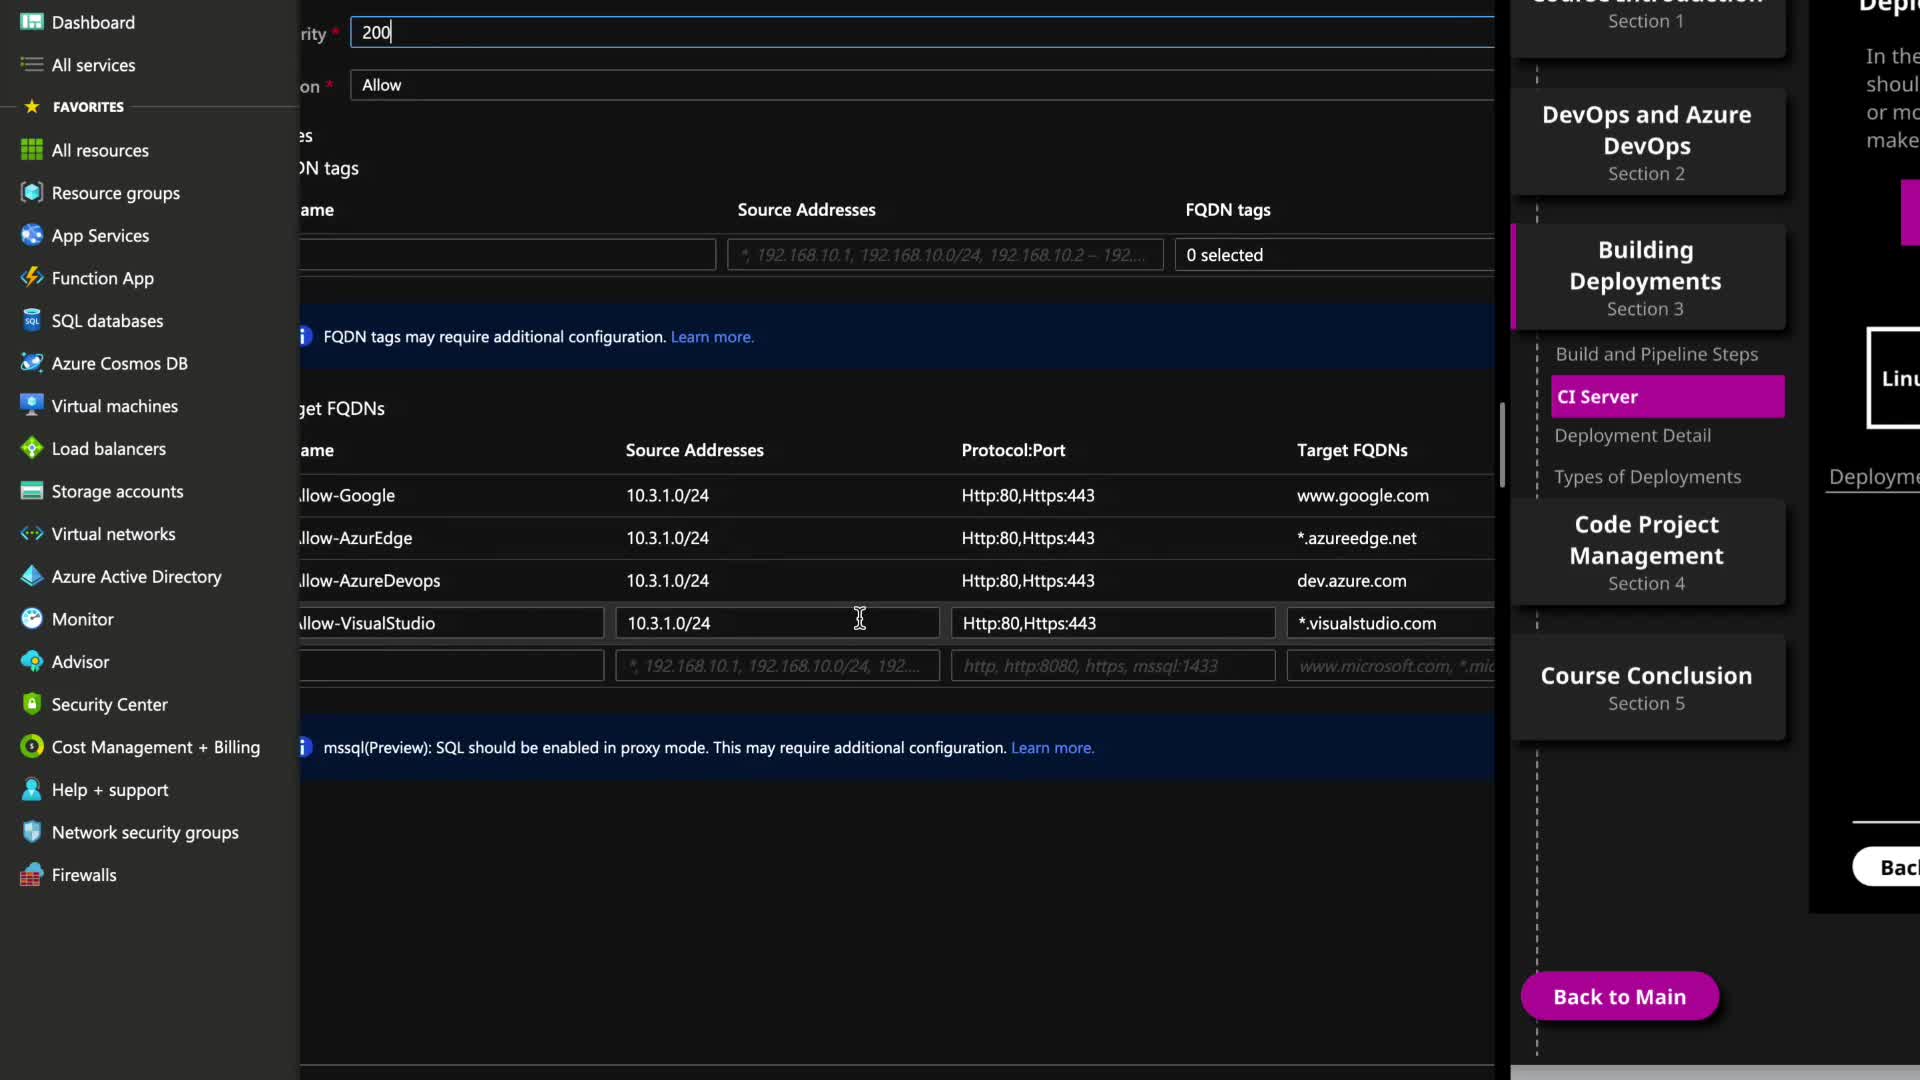 Dashboard
All services
FAVORITES
All resources
Resource groups
App Services
Function App
SQL databases
Azure Cosmos DB
Virtual machines
Load balancers
Storage accounts
Virtual networks
Azure Active Directory
Monitor
Advisor
Security Center
Cost Management + Billing
Help + support
Network security groups
Firewalls
rity * 200
on * Allow
es
DN tags
ame Source Addresses FQDN tags
*, 192.168.10.1, 192.168.10.0/24, 192.168.10.2 – 192.... 0 selected
FQDN tags may require additional configuration. Learn more.
get FQDNs
ame Source Addresses Protocol:Port Target FQDNs
llow-Google 10.3.1.0/24 Http:80,Https:443 www.google.com
llow-AzurEdge 10.3.1.0/24 Http:80,Https:443 *.azureedge.net
llow-AzureDevops 10.3.1.0/24 Http:80,Https:443 dev.azure.com
Allow-VisualStudio 10.3.1.0/24 Http:80,Https:443 *.visualstudio.com
*, 192.168.10.1, 192.168.10.0/24, 192.... http, http:8080, https, mssql:1433 www.microsoft.com, *.mic
mssql(Preview): SQL should be enabled in proxy mode. This may require additional configuration. Learn more.
Section 1
DevOps and Azure
DevOps
Section 2
Building
Deployments
Section 3
Build and Pipeline Steps
CI Server
Deployment Detail
Types of Deployments
Code Project
Management
Section 4
Course Conclusion
Section 5
Back to Main
In the
shoul
or mo
make
Linu
Deployme
Back